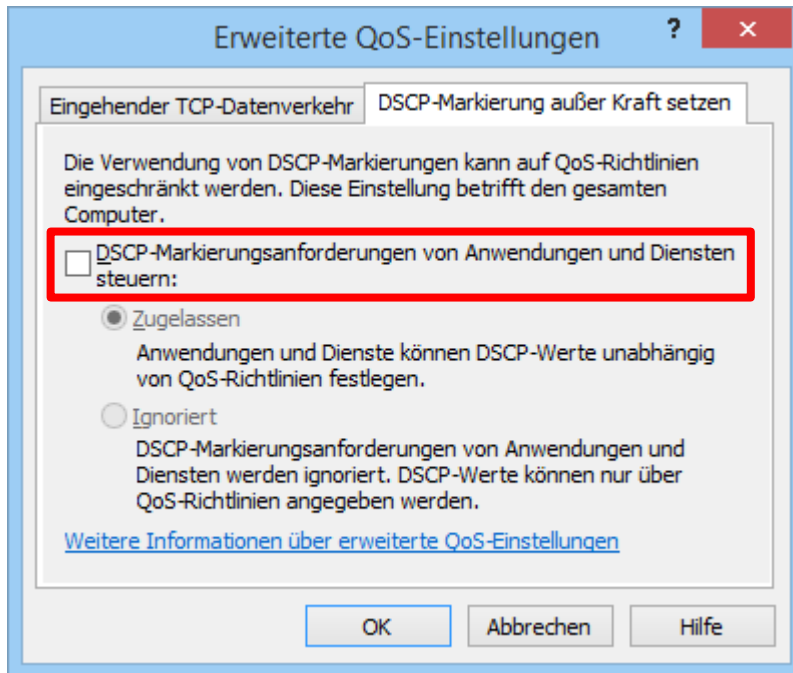 Erweiterte QoS-Einstellungen
?
×
Eingehender TCP-Datenverkehr
DSCP-Markierung außer Kraft setzen
Die Verwendung von DSCP-Markierungen kann auf QoS-Richtlinien
eingeschränkt werden. Diese Einstellung betrifft den gesamten
Computer.
DSCP-Markierungsanforderungen von Anwendungen und Diensten
steuern:
Zugelassen
Anwendungen und Dienste können DSCP-Werte unabhängig
von QoS-Richtlinien festlegen.
Ignoriert
DSCP-Markierungsanforderungen von Anwendungen und
Diensten werden ignoriert. DSCP-Werte können nur über
QoS-Richtlinien angegeben werden.
Weitere Informationen über erweiterte QoS-Einstellungen
OK
Abbrechen
Hilfe